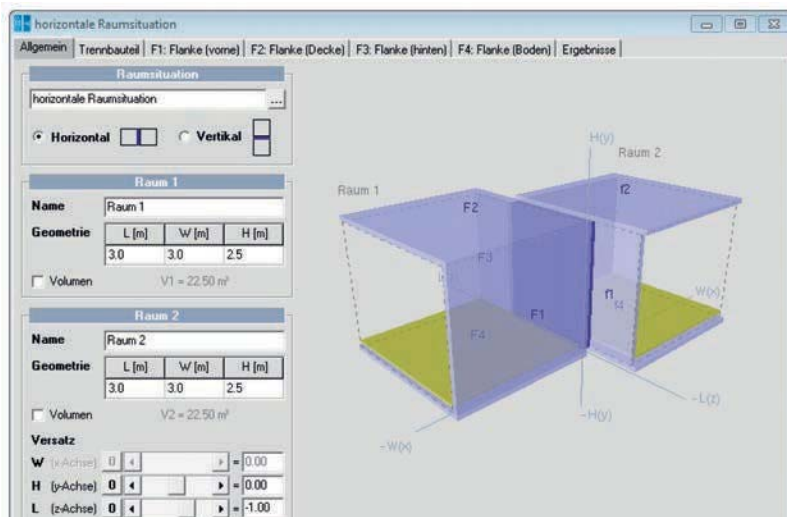 horizontale Raumsituation
Allgemein Trennbauteil F1: Flanke (vorne) F2: Flanke (Decke) F3: Flanke (hinten) F4: Flanke (Boden) Ergebnisse
Raumsituation
horizontale Raumsituation ...
Horizontal Vertikal
Raum 1
Name Raum 1
Geometrie L [m] W [m] H [m]
3.0 3.0 2.5
Volumen V1 = 22.50 m³
Raum 2
Name Raum 2
Geometrie L [m] W [m] H [m]
3.0 3.0 2.5
Volumen V2 = 22.50 m³
Versatz
W (x-Achse) 0 = 0.00
H (y-Achse) 0 = 0.00
L (z-Achse) 0 = -1.00
H(y)
Raum 2
Raum 1
F2
f2
F3
W(x)
f1
f4
F1
F4
-L(z)
-H(y)
-W(x)